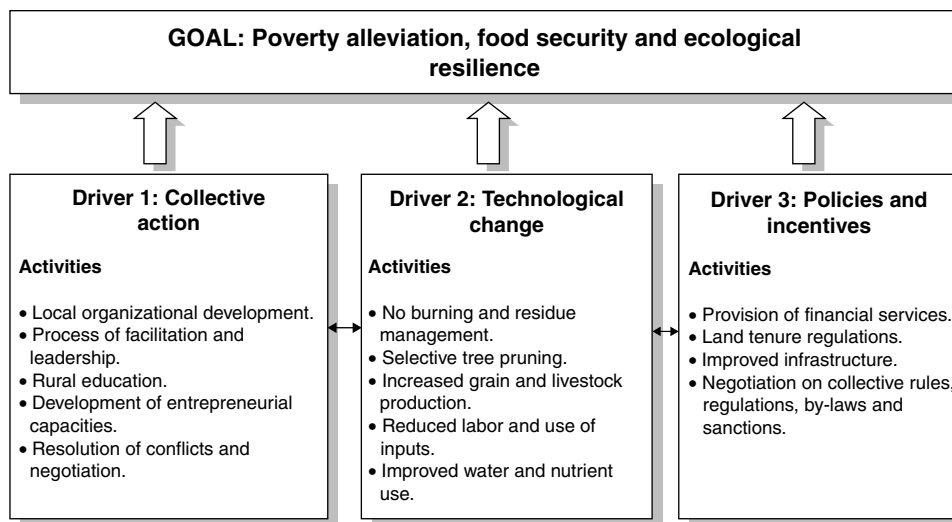 GOAL: Poverty alleviation, food security and ecological
resilience
Driver 1: Collective
action
Activities
• Local organizational development.
• Process of facilitation and
leadership.
• Rural education.
• Development of entrepreneurial
capacities.
• Resolution of conflicts and
negotiation.
Driver 2: Technological
change
Activities
• No burning and residue
management.
• Selective tree pruning.
• Increased grain and livestock
production.
• Reduced labor and use of
inputs.
• Improved water and nutrient
use.
Driver 3: Policies and
incentives
Activities
• Provision of financial services.
• Land tenure regulations.
• Improved infrastructure.
• Negotiation on collective rules,
regulations, by-laws and
sanctions.